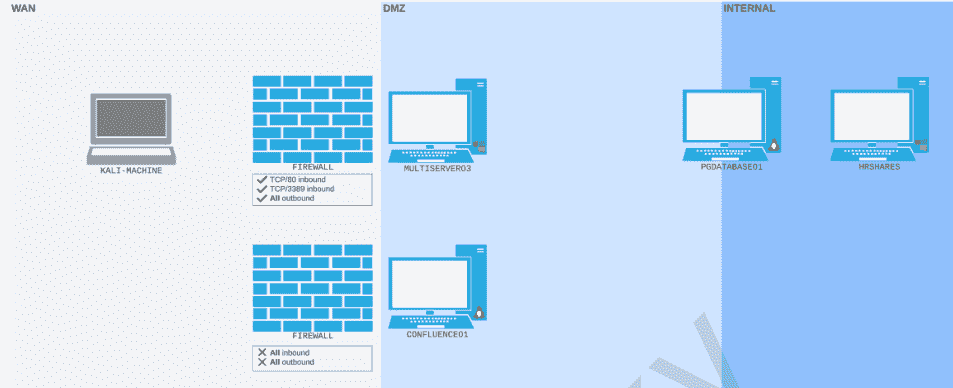 WAN
DMZ
INTERNAL
KALI-MACHINE
FIREWALL
TCP/80 inbound
TCP/3389 inbound
All outbound
MULTISERVER03
PGDATABASE01
HRSHARES
FIREWALL
All inbound
All outbound
CONFLUENCE01